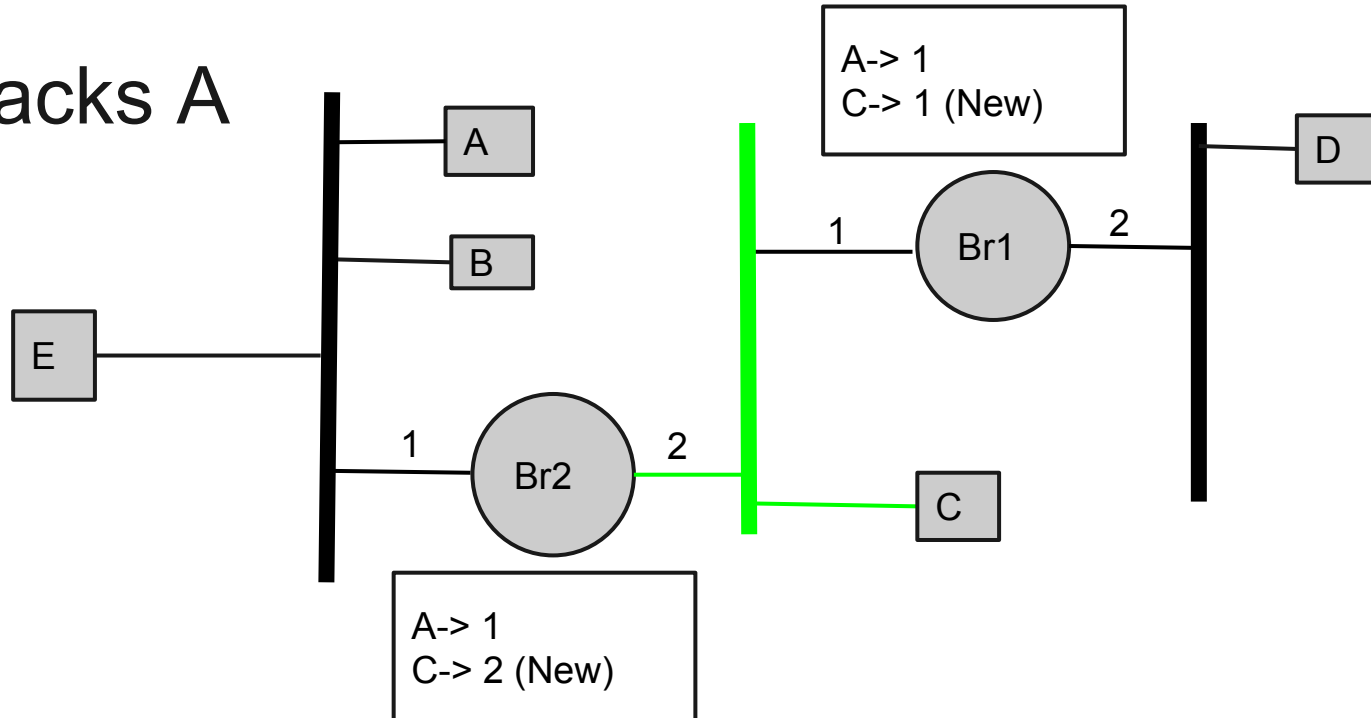 acks A
A-> 1
C-> 1 (New)
A
B
E
D
1
Br1
2
1
Br2
2
C
A-> 1
C-> 2 (New)